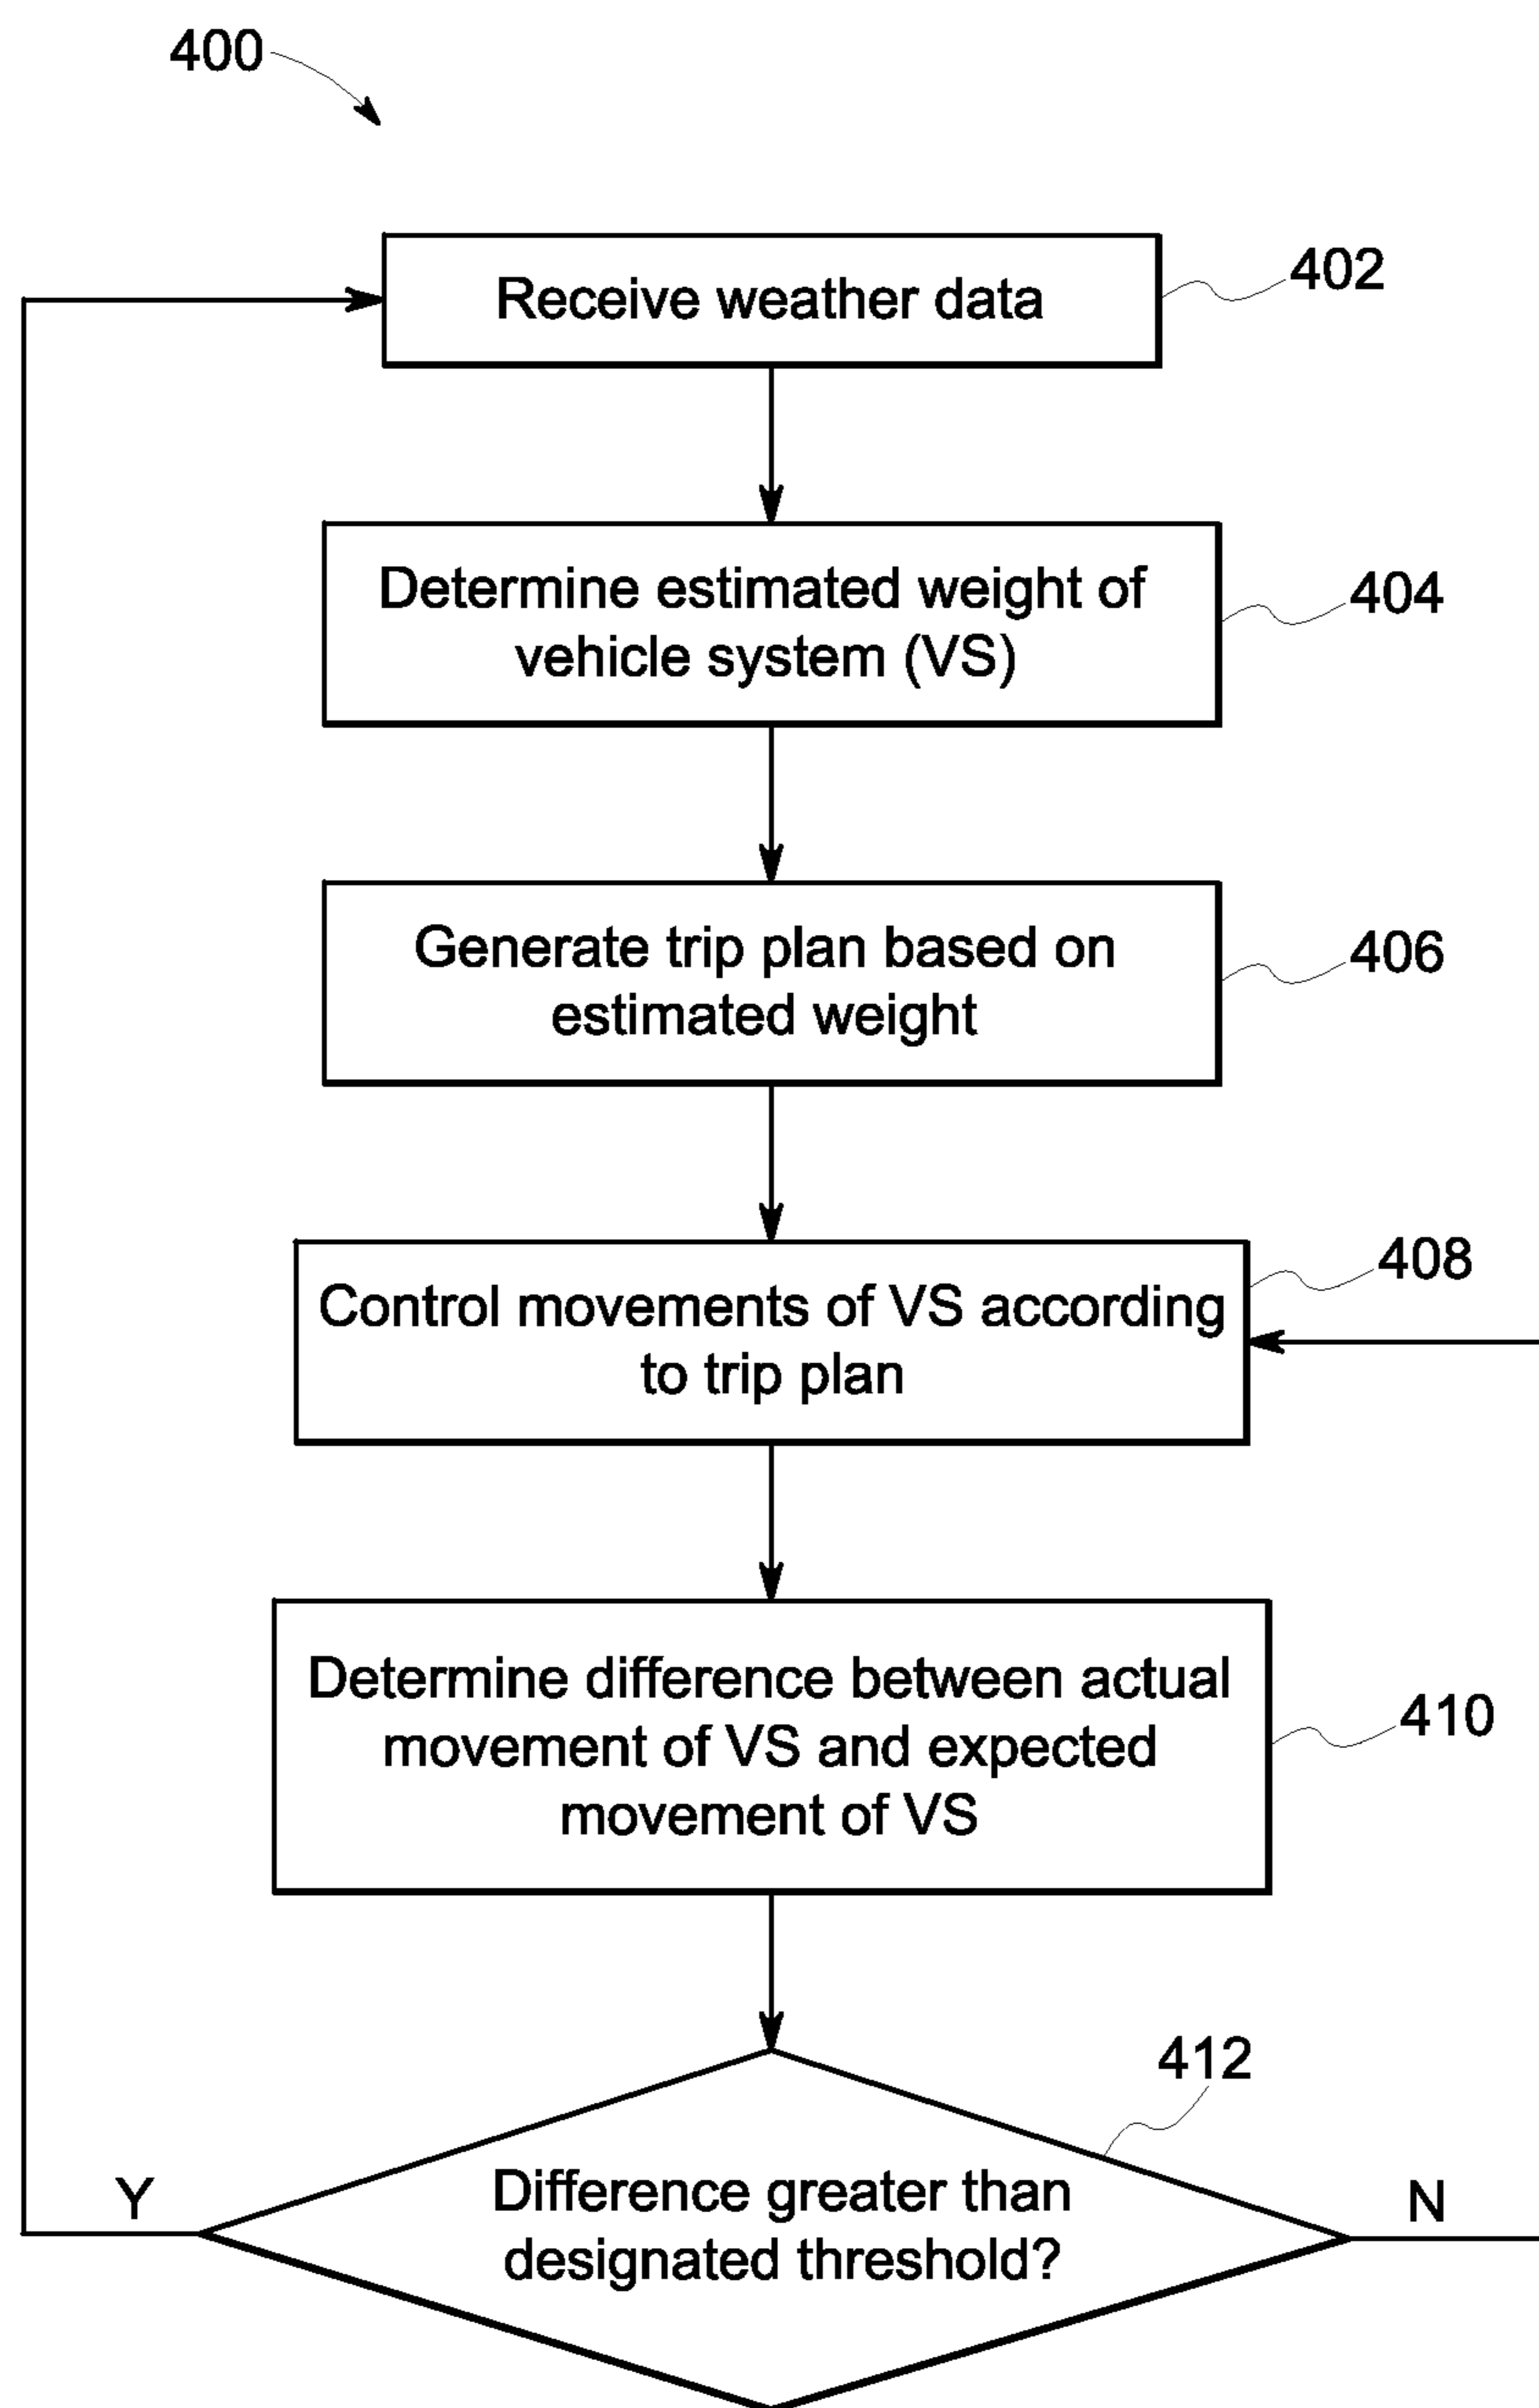 400
Receive weather data
402
Determine estimated weight of
vehicle system (VS)
404
Generate trip plan based on
estimated weight
406
Control movements of VS according
to trip plan
408
Determine difference between actual
movement of VS and expected
movement of VS
410
412
Difference greater than
designated threshold?
Y
N